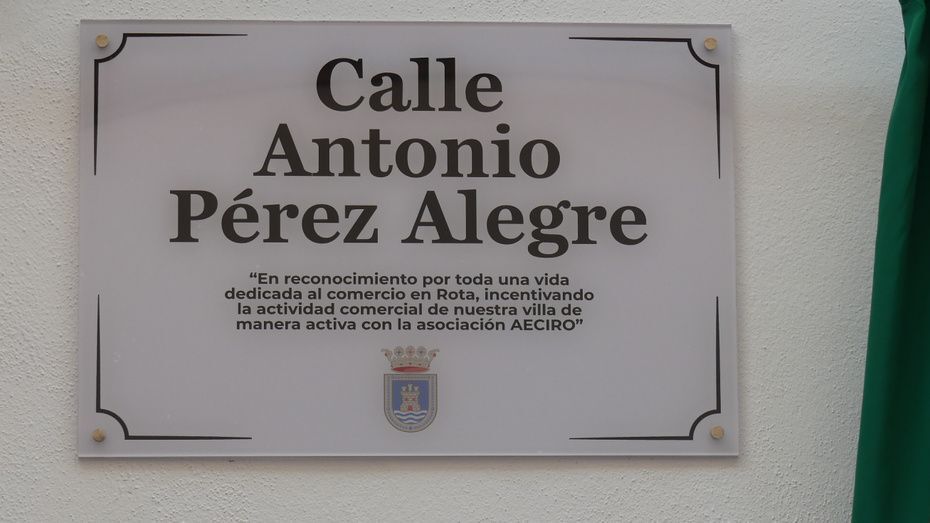 Calle
Antonio
Pérez Alegre
“En reconocimiento por toda una vida
dedicada al comercio en Rota, incentivando
la actividad comercial de nuestra villa de
manera activa con la asociación AECIRO”